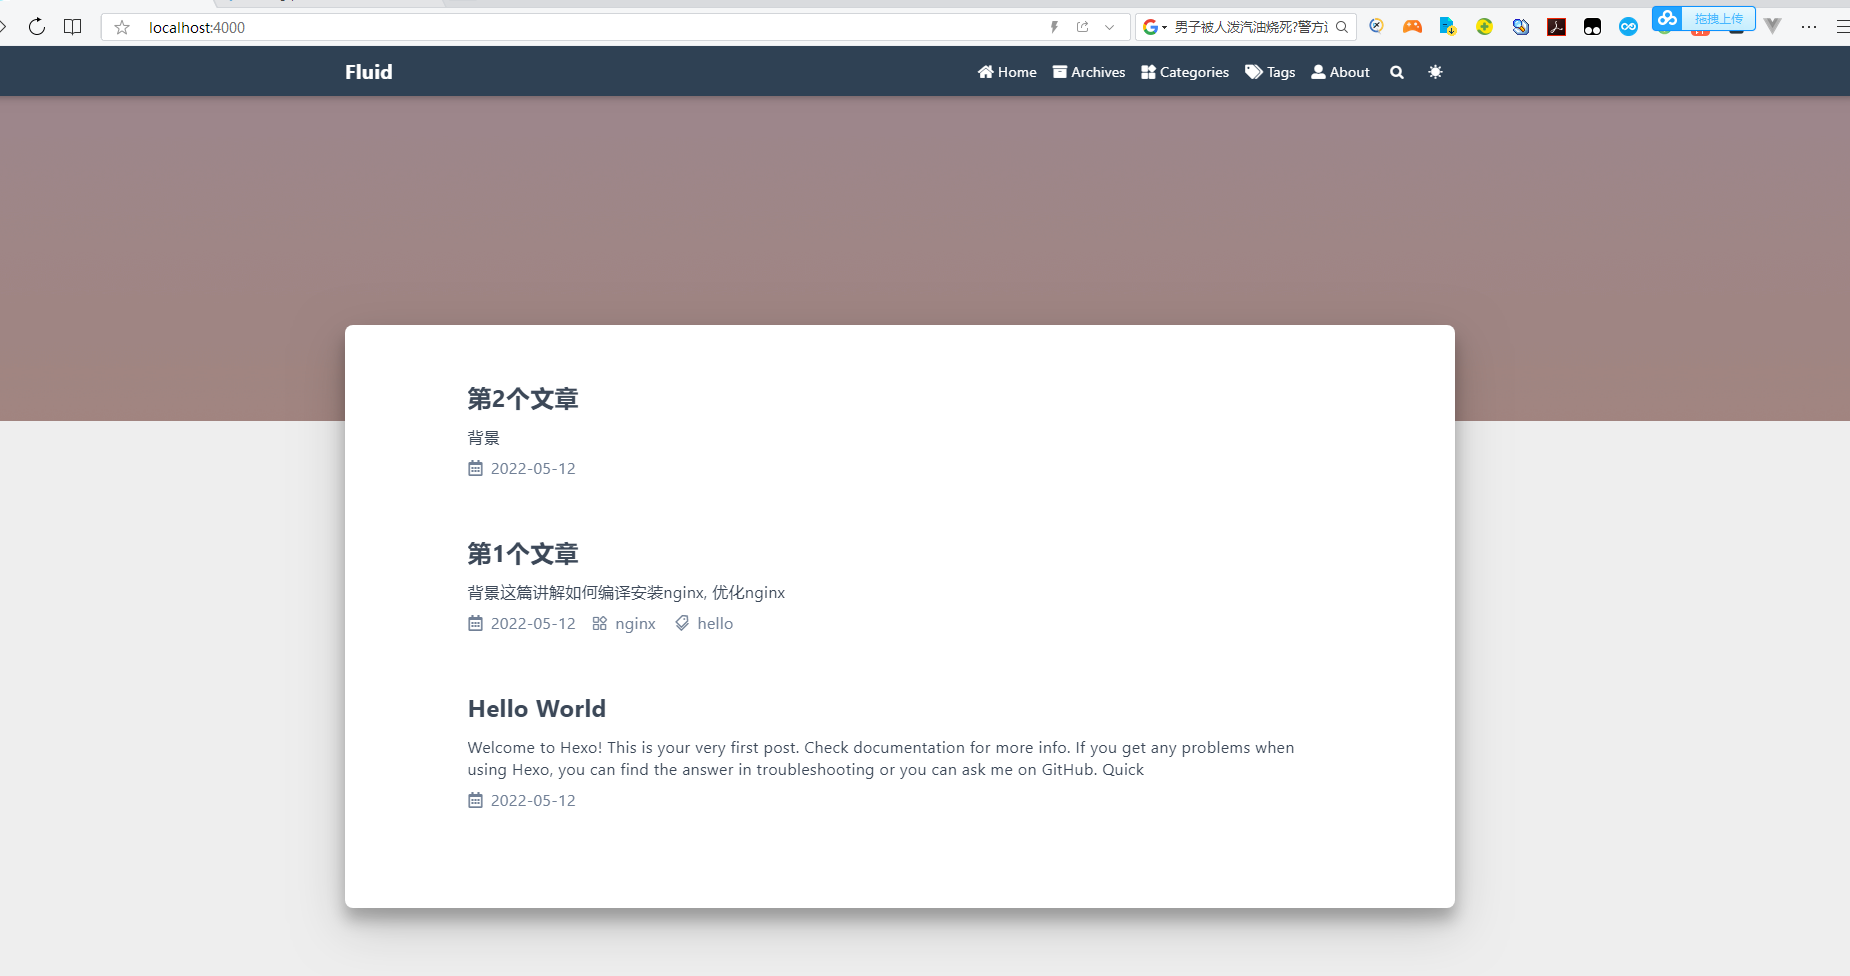 localhost:4000
男子被人泼汽油烧死?警方
拖拽上传
Fluid
Home Archives Categories Tags About
第2个文章
背景
2022-05-12
第1个文章
背景这篇讲解如何编译安装nginx, 优化nginx
2022-05-12 nginx hello
Hello World
Welcome to Hexo! This is your very first post. Check documentation for more info. If you get any problems when
using Hexo, you can find the answer in troubleshooting or you can ask me on GitHub. Quick
2022-05-12